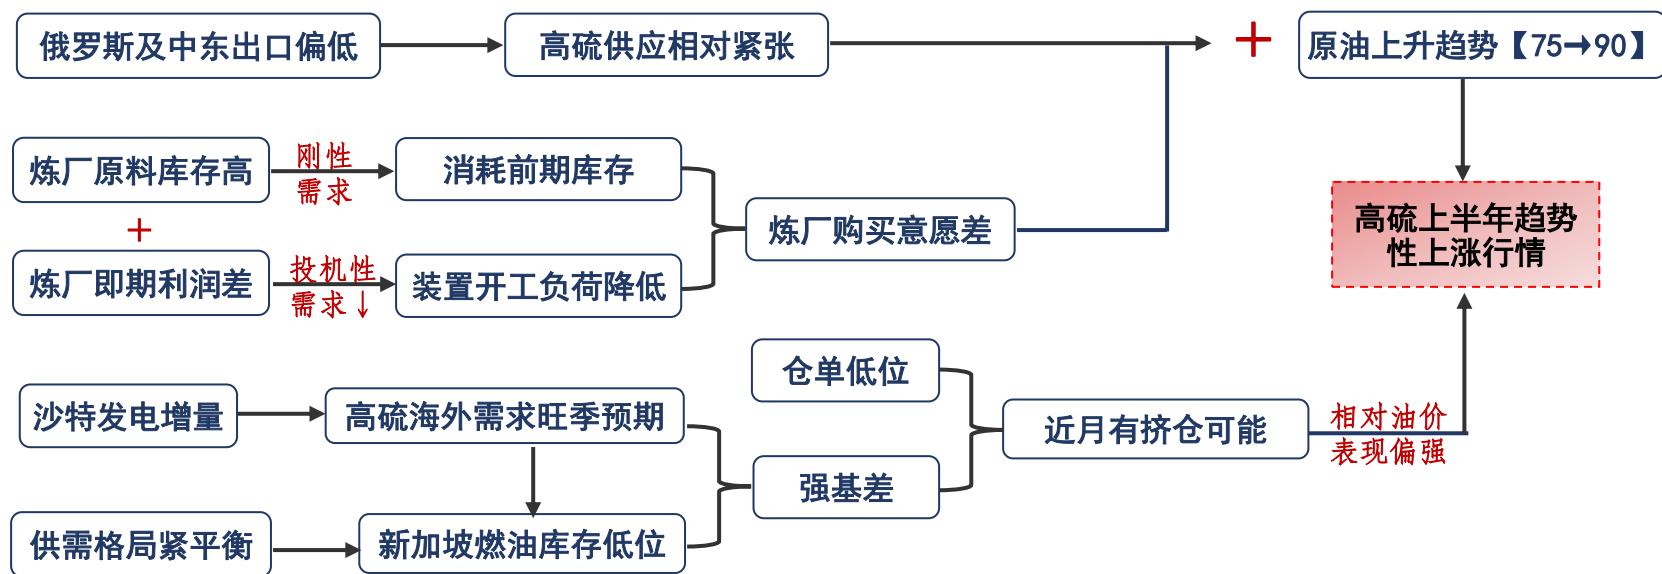 俄罗斯及中东出口偏低
高硫供应相对紧张
+
原油上升趋势【75→90】
炼厂原料库存高
刚性
需求
消耗前期库存
+
炼厂即期利润差
投机性
需求↓
装置开工负荷降低
炼厂购买意愿差
高硫上半年趋势
性上涨行情
沙特发电增量
高硫海外需求旺季预期
供需格局紧平衡
新加坡燃油库存低位
仓单低位
强基差
近月有挤仓可能
相对油价
表现偏强